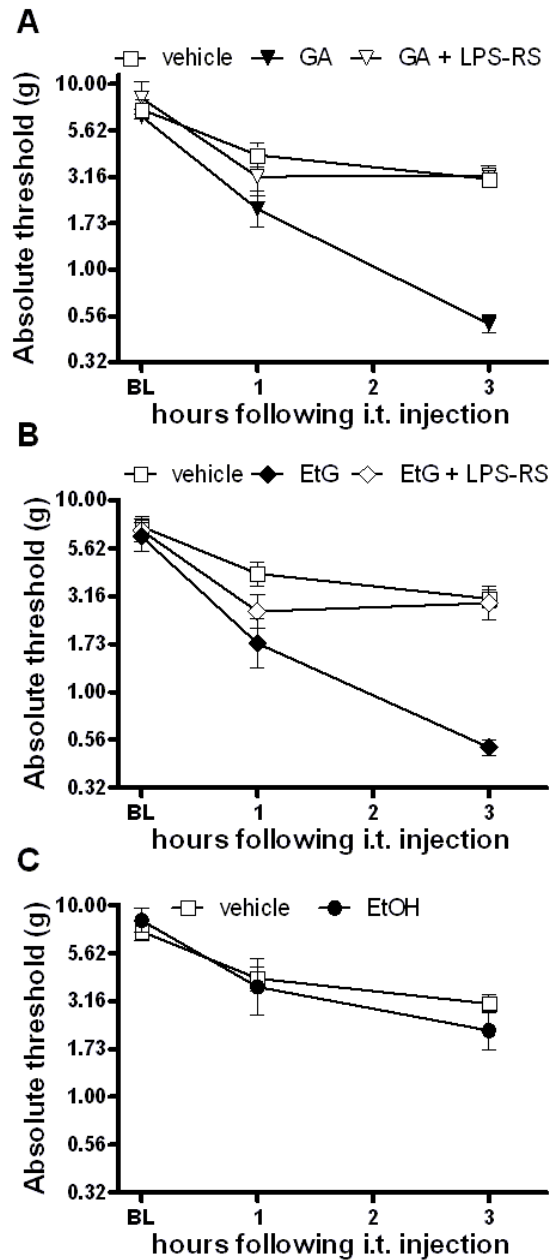 A
vehicle GA GA + LPS-RS
Absolute threshold (g)
10.00
5.62
3.16
1.73
1.00
0.56
0.32
BL 1 2 3
hours following i.t. injection
B
vehicle EtG EtG + LPS-RS
Absolute threshold (g)
10.00
5.62
3.16
1.73
1.00
0.56
0.32
BL 1 2 3
hours following i.t. injection
C
vehicle EtOH
Absolute threshold (g)
10.00
5.62
3.16
1.73
1.00
0.56
0.32
BL 1 2 3
hours following i.t. injection